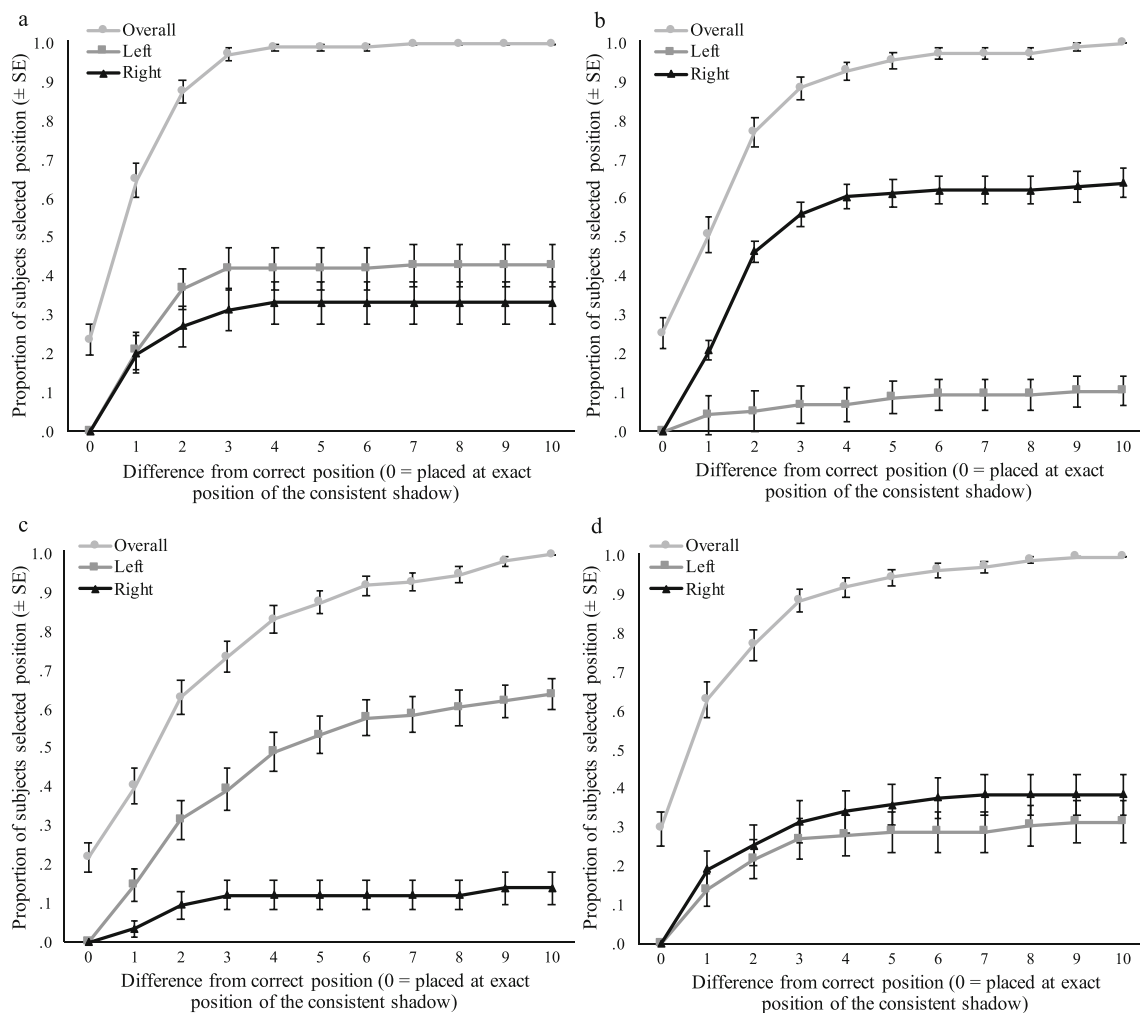 a
Overall
Left
Right
Proportion of subjects selected position (± SE)
1.0
.9
.8
.7
.6
.5
.4
.3
.2
.1
.0
0 1 2 3 4 5 6 7 8 9 10
Difference from correct position (0 = placed at exact
position of the consistent shadow)
b
Overall
Left
Right
Proportion of subjects selected position (± SE)
1.0
.9
.8
.7
.6
.5
.4
.3
.2
.1
.0
0 1 2 3 4 5 6 7 8 9 10
Difference from correct position (0 = placed at exact
position of the consistent shadow)
c
Overall
Left
Right
Proportion of subjects selected position (± SE)
1.0
.9
.8
.7
.6
.5
.4
.3
.2
.1
.0
0 1 2 3 4 5 6 7 8 9 10
Difference from correct position (0 = placed at exact
position of the consistent shadow)
d
Overall
Left
Right
Proportion of subjects selected position (± SE)
1.0
.9
.8
.7
.6
.5
.4
.3
.2
.1
.0
0 1 2 3 4 5 6 7 8 9 10
Difference from correct position (0 = placed at exact
position of the consistent shadow)